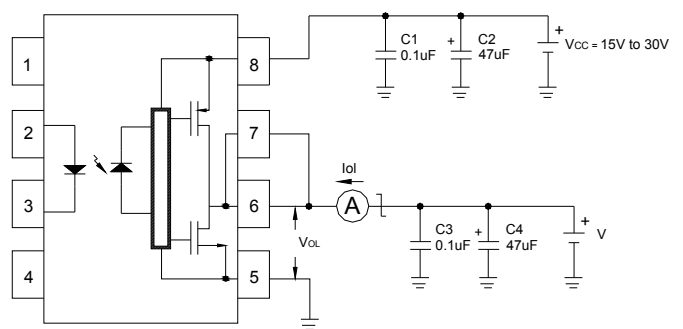 1
2
3
4
8
7
6
5
C1
0.1uF
+
C2
47uF
+
VCC = 15V to 30V
Iol
A
VOL
C3
0.1uF
+
C4
47uF
+
V